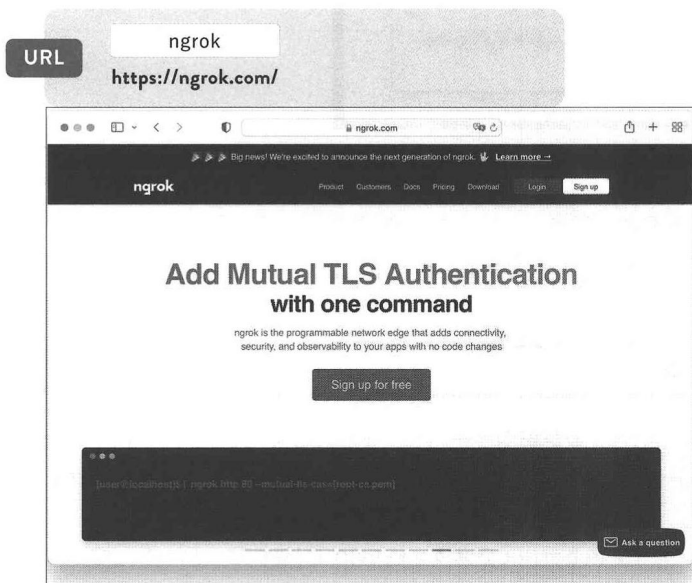 URL
ngrok
https://ngrok.com/
ngrok.com
Big news! We're excited to announce the next generation of ngrok. Learn more →
ngrok
Product Customers Docs Pricing Download Login Sign up
Add Mutual TLS Authentication
with one command
ngrok is the programmable network edge that adds connectivity,
security, and observability to your apps with no code changes
Sign up for free
[user@localhost]$ ngrok http 80 --mutual-tls-cas=[root-ca.pem]
Ask a question